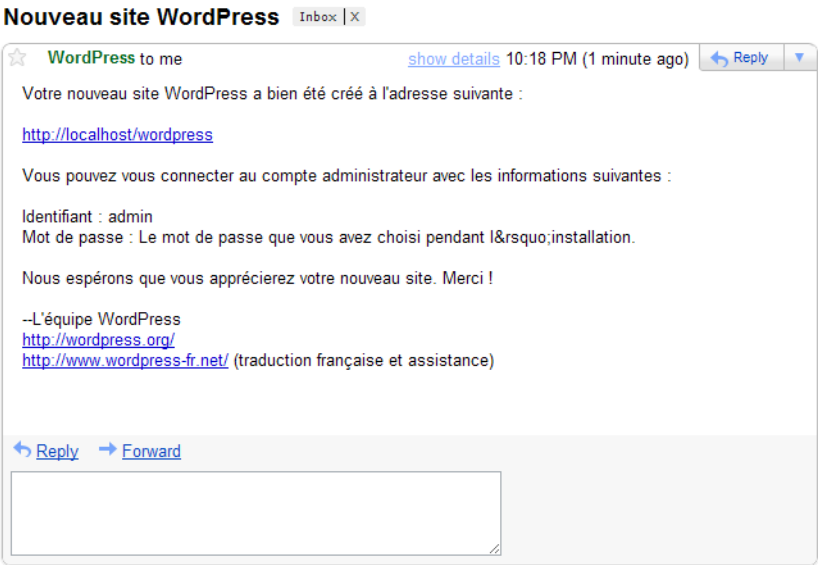 Nouveau site WordPress Inbox | X
WordPress to me show details 10:18 PM (1 minute ago) Reply
Votre nouveau site WordPress a bien été créé à l'adresse suivante :
http://localhost/wordpress
Vous pouvez vous connecter au compte administrateur avec les informations suivantes :
Identifiant : admin
Mot de passe : Le mot de passe que vous avez choisi pendant l&rsquo;installation.
Nous espérons que vous apprécierez votre nouveau site. Merci !
--L'équipe WordPress
http://wordpress.org/
http://www.wordpress-fr.net/ (traduction française et assistance)
Reply Forward